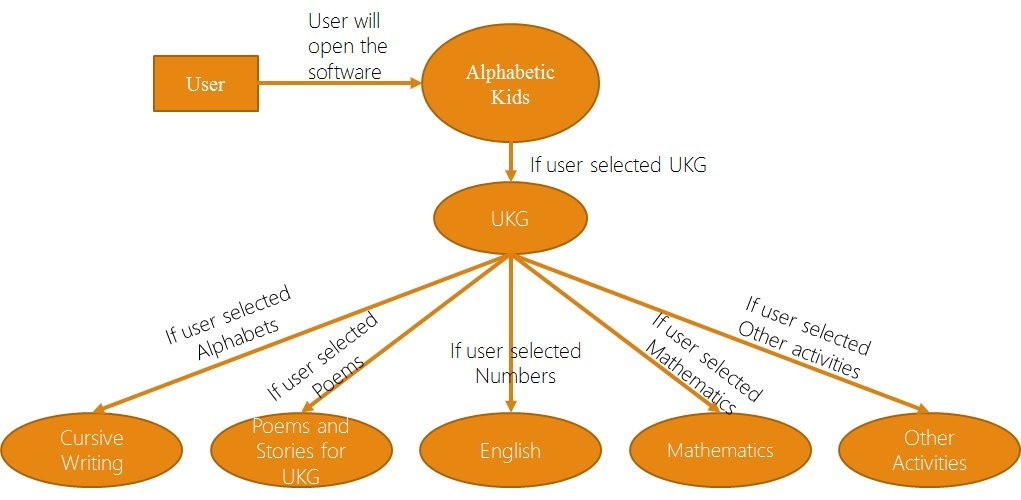 User will
open the
software
User
Alphabetic
Kids
If user selected UKG
UKG
If user selected
Alphabets
If user selected
Poems
If user selected
Numbers
If user selected
Mathematics
If user selected
Other activities
Cursive
Writing
Poems and
Stories for
UKG
English
Mathematics
Other
Activities